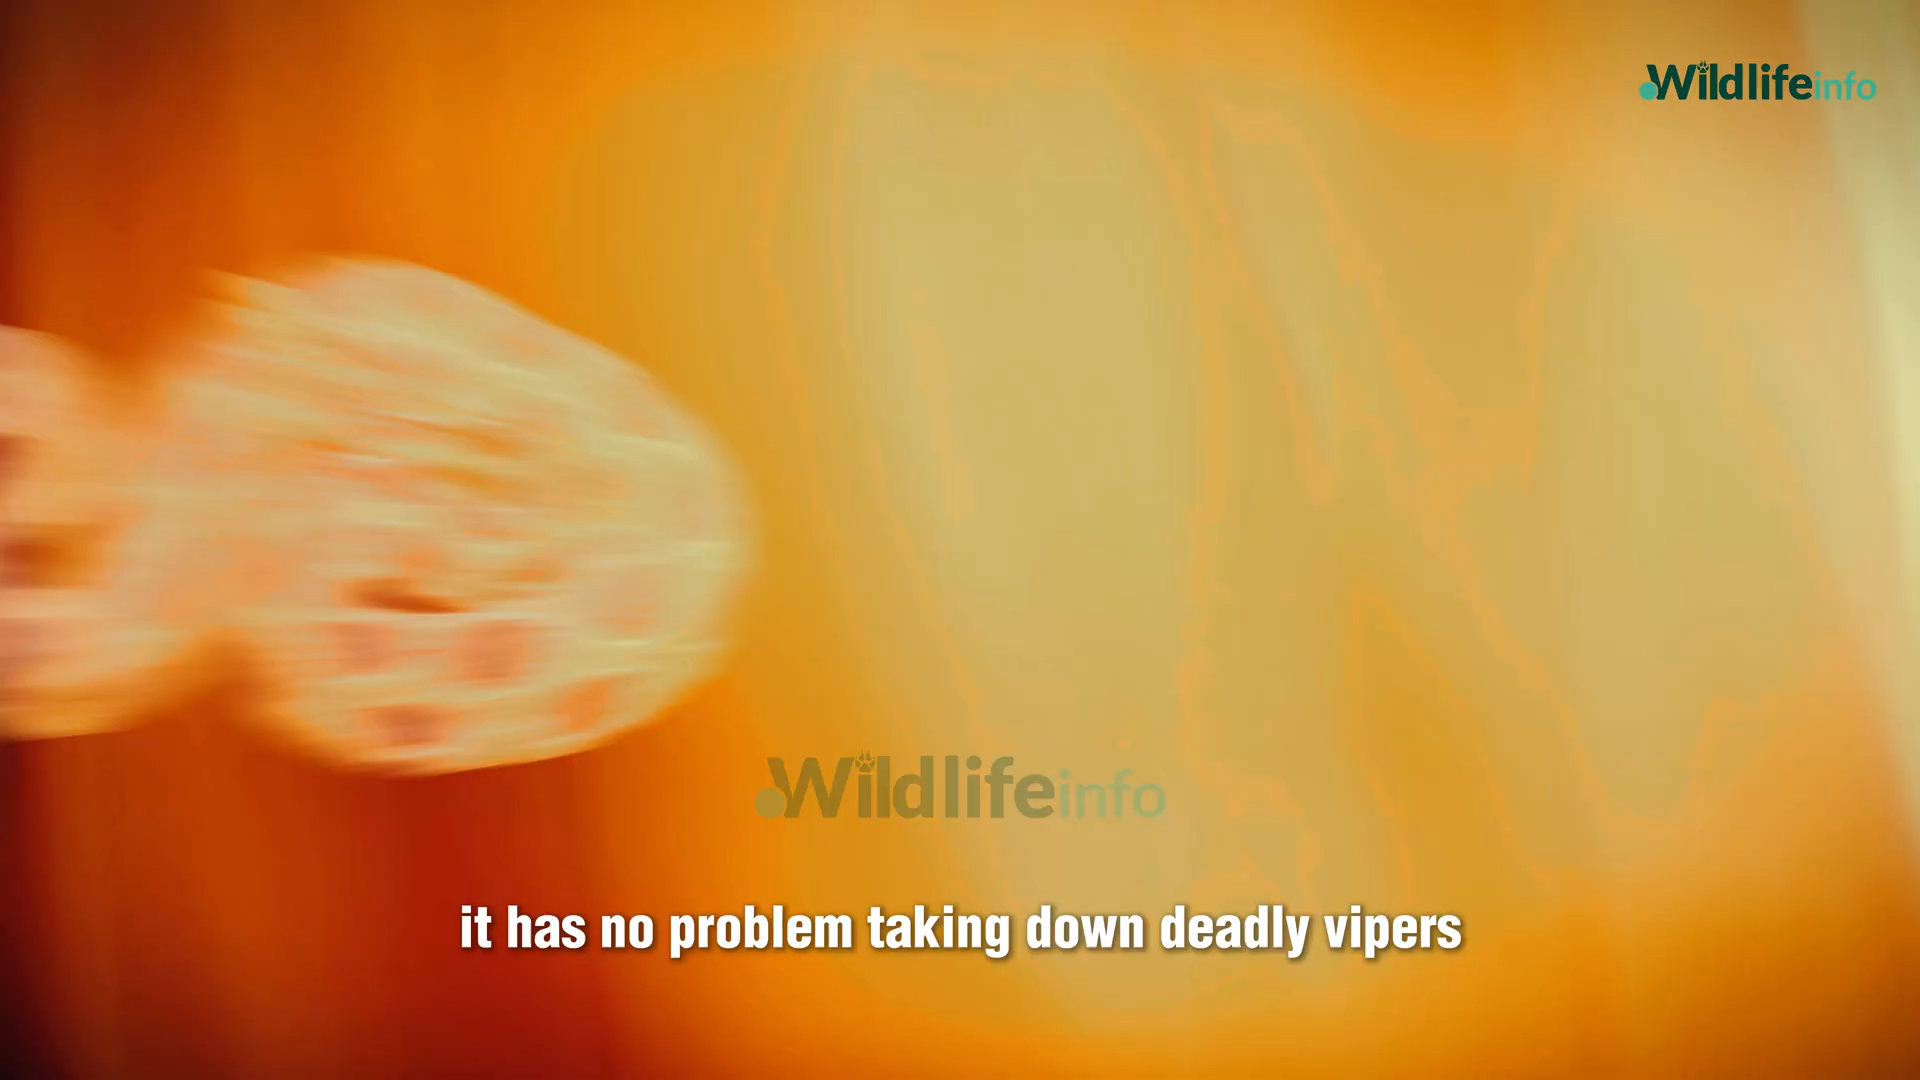 Wildlifeinfo
Wildlifeinfo
it has no problem taking down deadly vipers